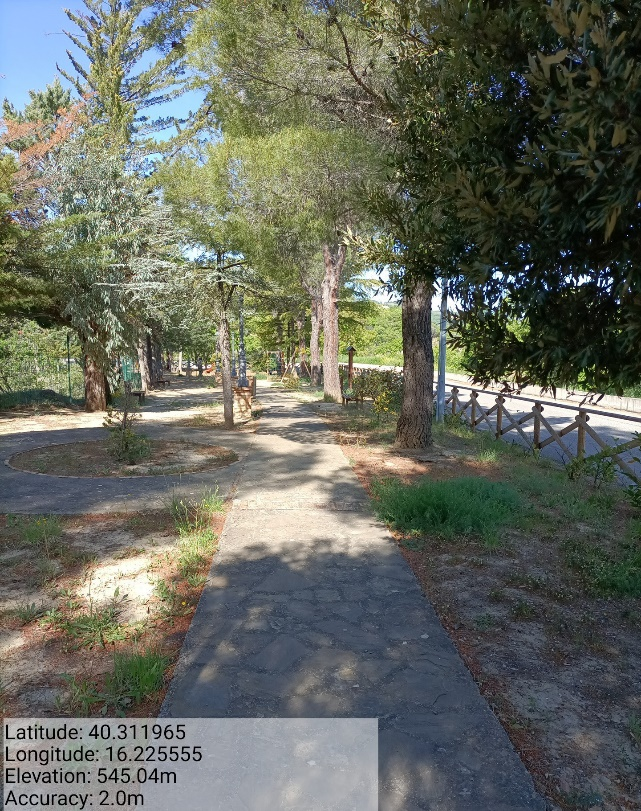 Latitude: 40.311965
Longitude: 16.225555
Elevation: 545.04m
Accuracy: 2.0m